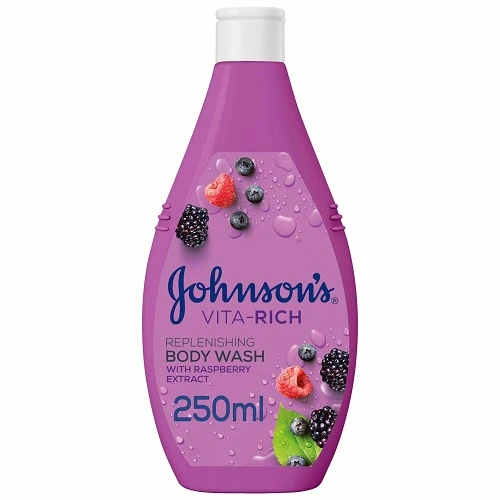 Johnson's®
VITA-RICH
REPLENISHING
BODY WASH
WITH RASPBERRY
EXTRACT
250ml